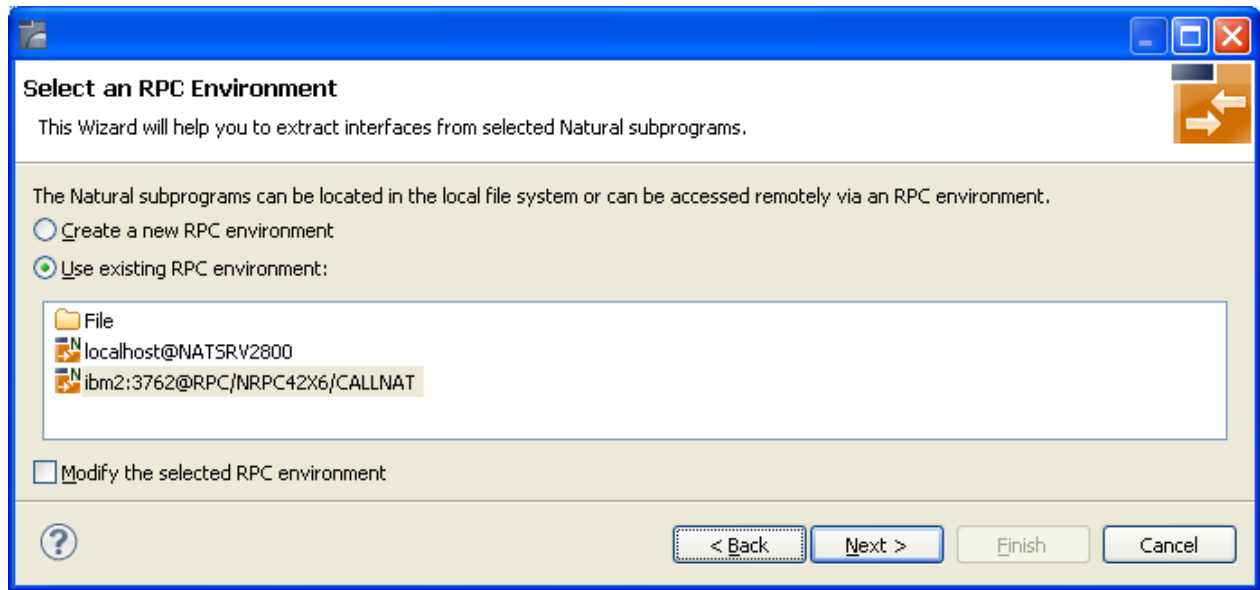 Select an RPC Environment
This Wizard will help you to extract interfaces from selected Natural subprograms.
The Natural subprograms can be located in the local file system or can be accessed remotely via an RPC environment.
Create a new RPC environment
Use existing RPC environment:
File
N localhost@NATSRV2800
N ibm2:3762@RPC/NRPC42X6/CALLNAT
Modify the selected RPC environment
? < Back Next > Finish Cancel